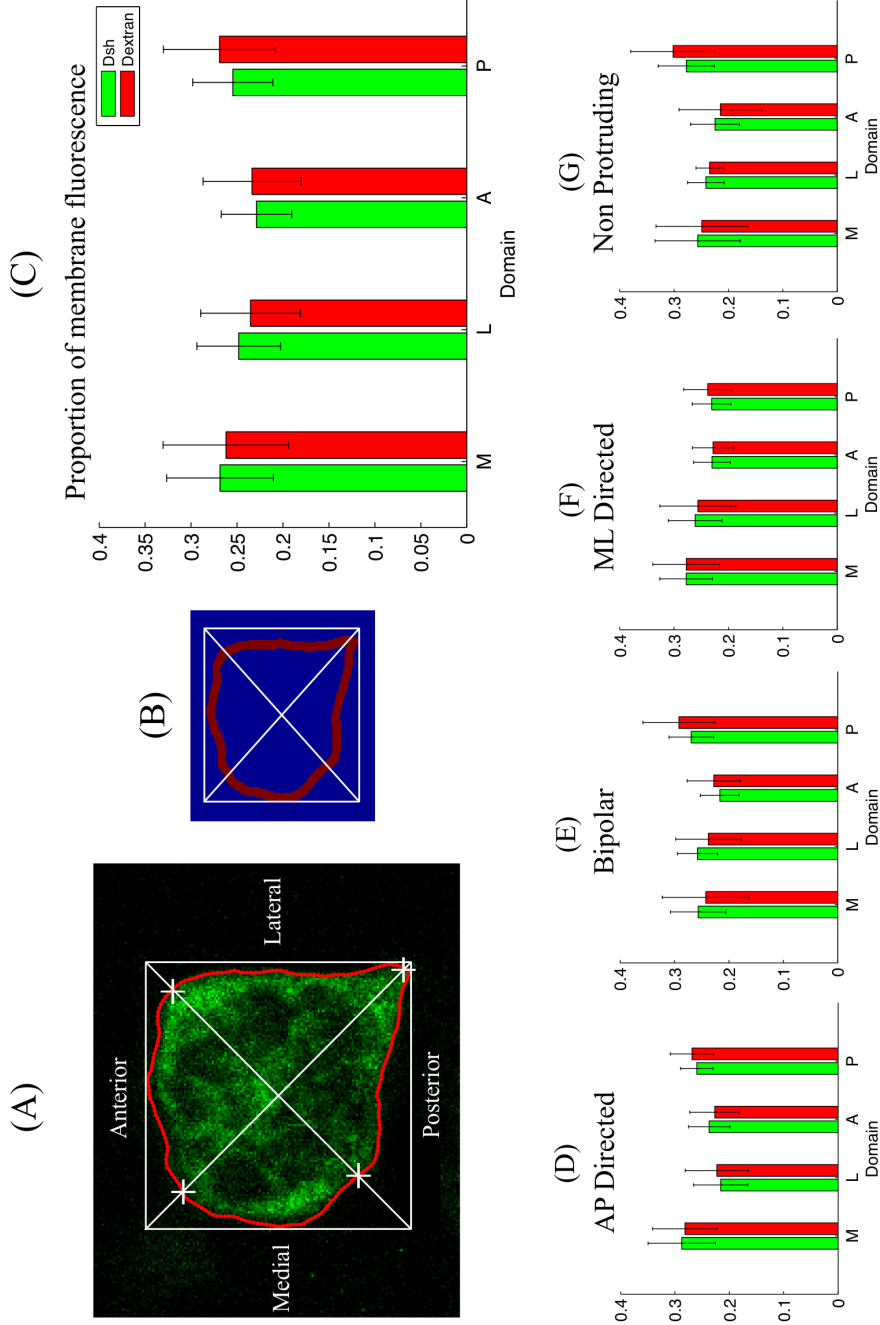 (A)
Anterior
Medial
Lateral
Posterior
(B)
(C)
Proportion of membrane fluorescence
Dsh
Dextran
0.4
0.35
0.3
0.25
0.2
0.15
0.1
0.05
0
M L A P
Domain
(D)
AP Directed
0.4
0.3
0.2
0.1
0
M L A P
Domain
(E)
Bipolar
0.4
0.3
0.2
0.1
0
M L A P
Domain
(F)
ML Directed
0.4
0.3
0.2
0.1
0
M L A P
Domain
(G)
Non Protruding
0.4
0.3
0.2
0.1
0
M L A P
Domain